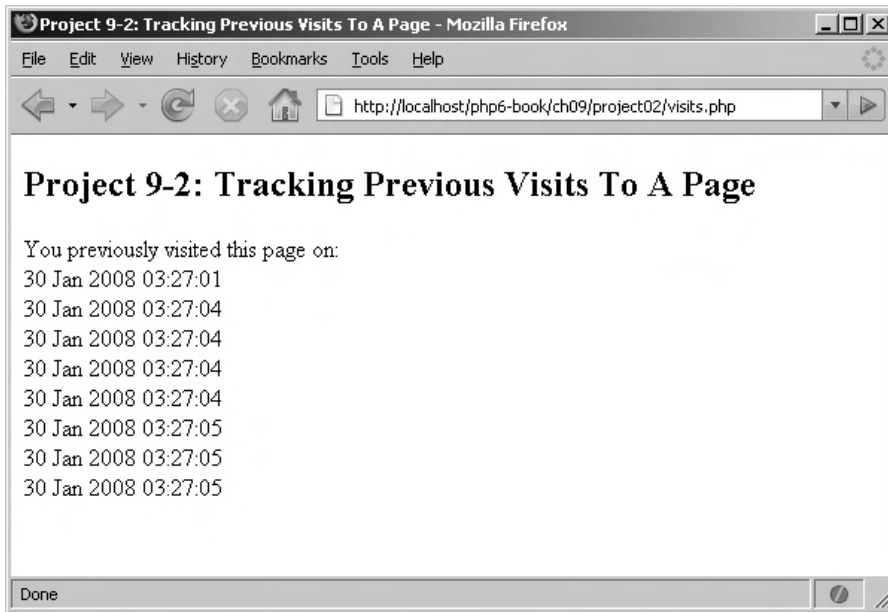 Project 9-2: Tracking Previous Visits To A Page - Mozilla Firefox
File Edit View History Bookmarks Tools Help
http://localhost/php6-book/ch09/project02/visits.php
Project 9-2: Tracking Previous Visits To A Page
You previously visited this page on:
30 Jan 2008 03:27:01
30 Jan 2008 03:27:04
30 Jan 2008 03:27:04
30 Jan 2008 03:27:04
30 Jan 2008 03:27:04
30 Jan 2008 03:27:05
30 Jan 2008 03:27:05
30 Jan 2008 03:27:05
Done